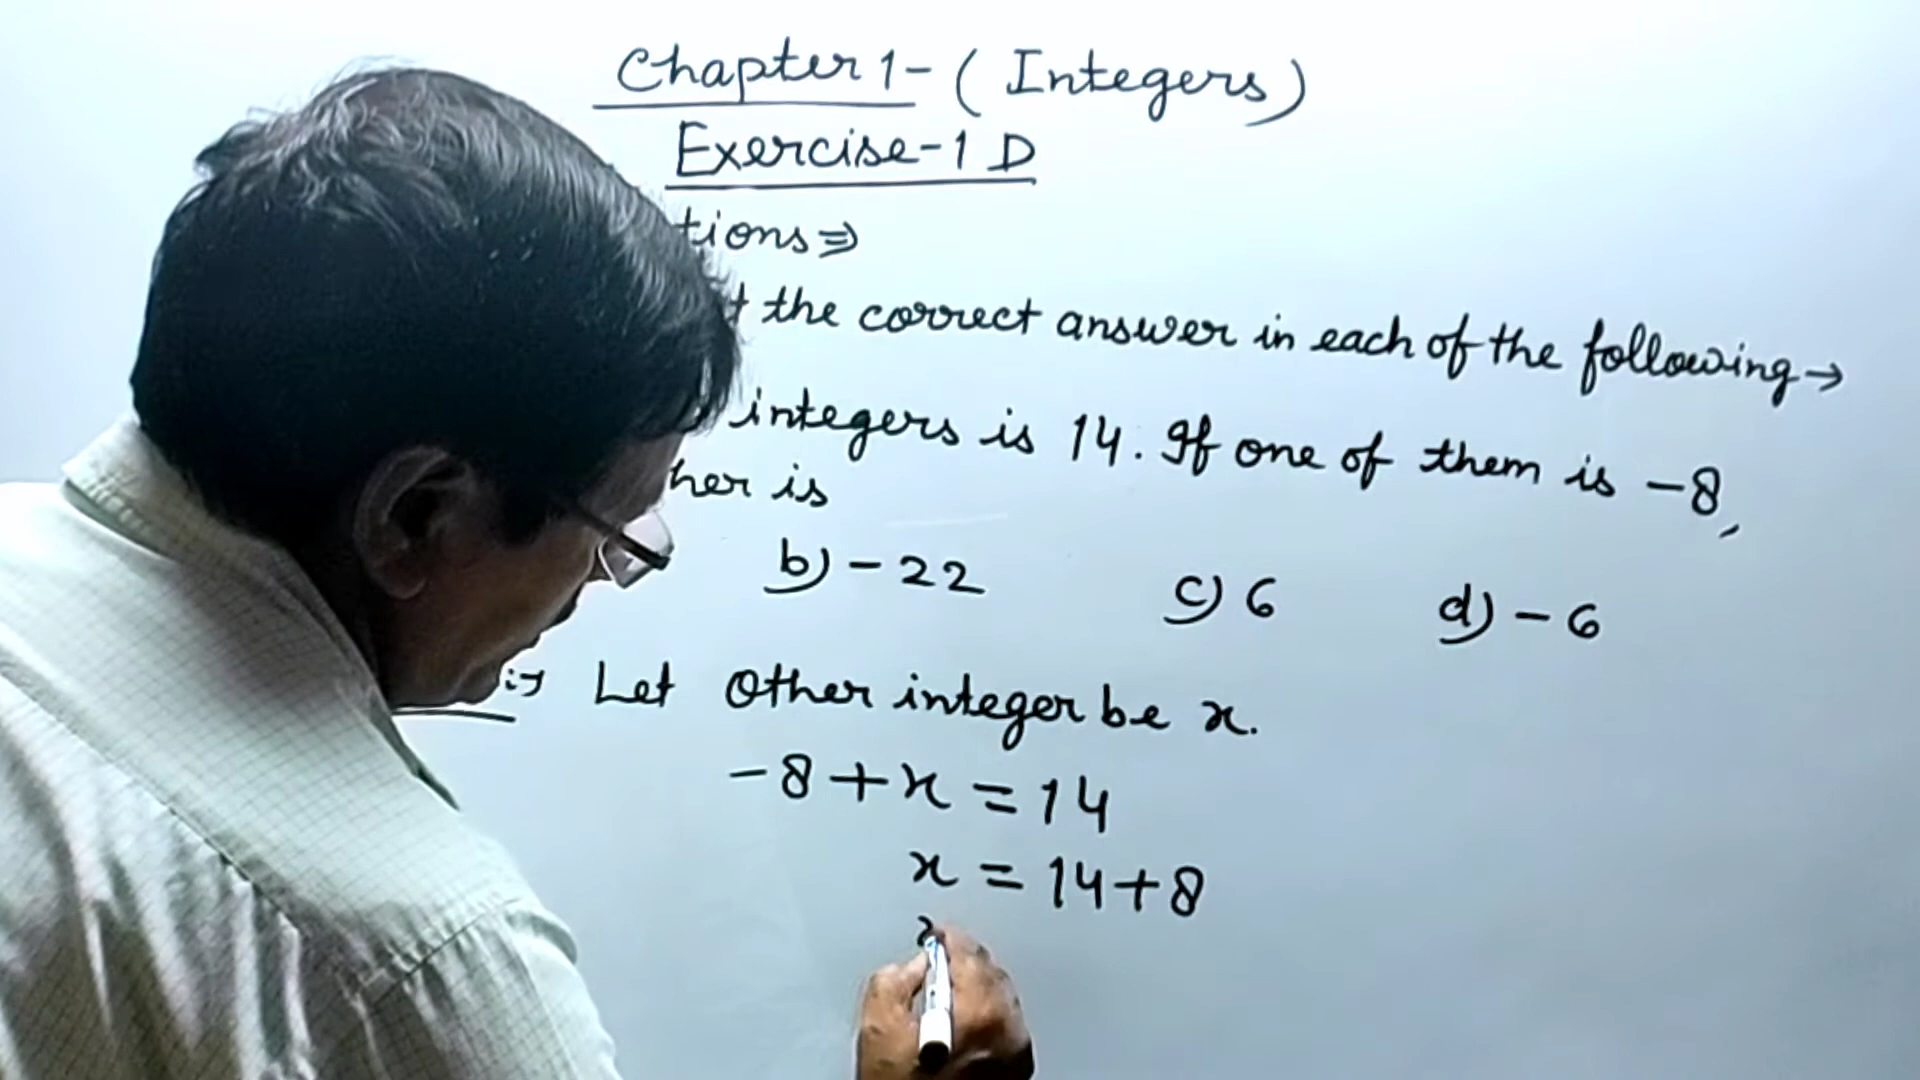 Chapter 1 - ( Integers )
Exercise - 1 D
tions ⇒
t the correct answer in each of the following →
integers is 14. If one of them is -8,
her is
b) - 22 c) 6 d) - 6
:→ Let Other integer be x.
-8 + x = 14
x = 14 + 8